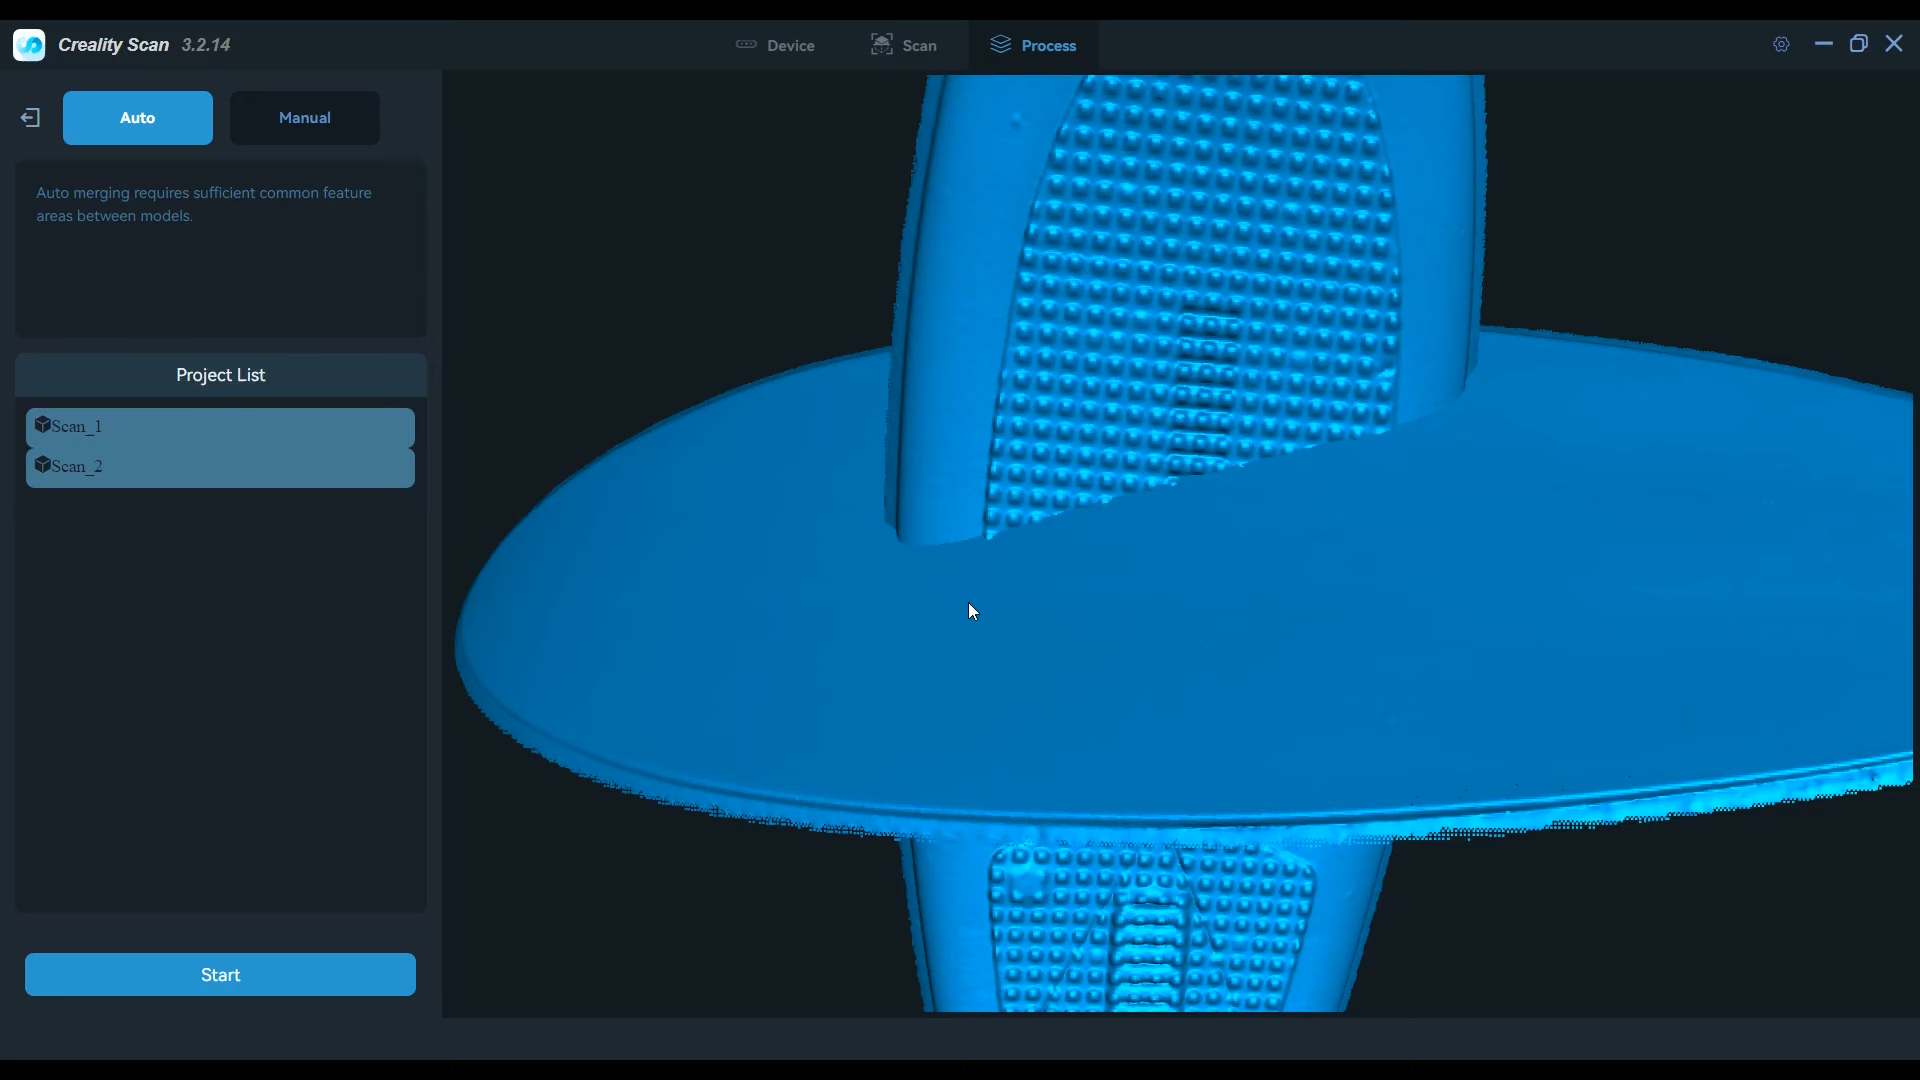 Creality Scan 3.2.14
Device
Scan
Process
Auto
Manual
Auto merging requires sufficient common feature
areas between models.
Project List
Scan_1
Scan_2
Start